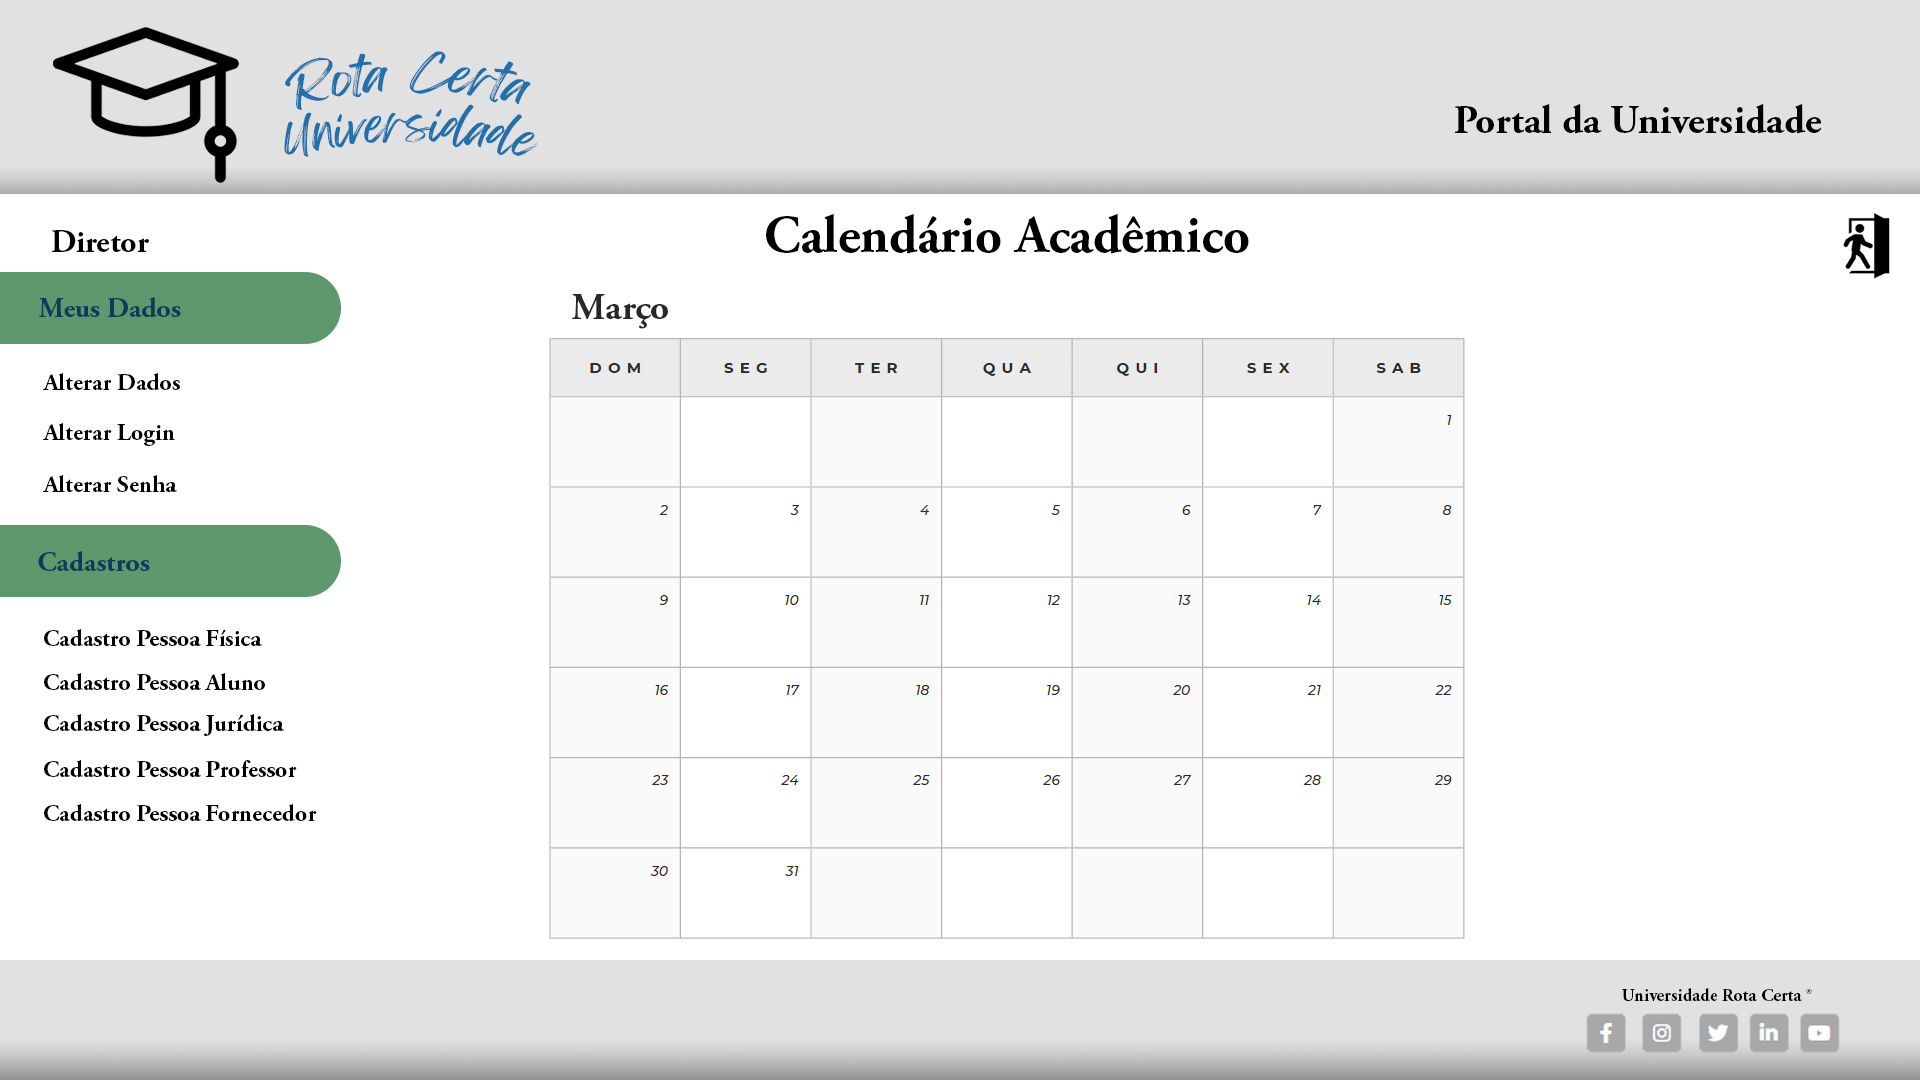 Rota Certa
Universidade
Portal da Universidade
Diretor
Meus Dados
Alterar Dados
Alterar Login
Alterar Senha
Cadastros
Cadastro Pessoa Física
Cadastro Pessoa Aluno
Cadastro Pessoa Jurídica
Cadastro Pessoa Professor
Cadastro Pessoa Fornecedor
Calendário Acadêmico
Março
DOM SEG TER QUA QUI SEX SAB
1
2 3 4 5 6 7 8
9 10 11 12 13 14 15
16 17 18 19 20 21 22
23 24 25 26 27 28 29
30 31
Universidade Rota Certa ®